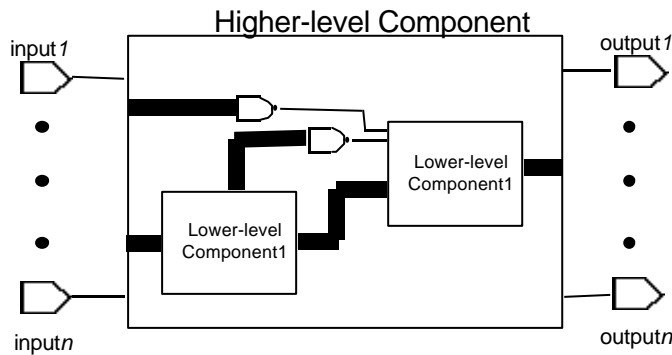 Higher-level Component
input1
output1
Lower-level
Component1
Lower-level
Component1
inputn
outputn